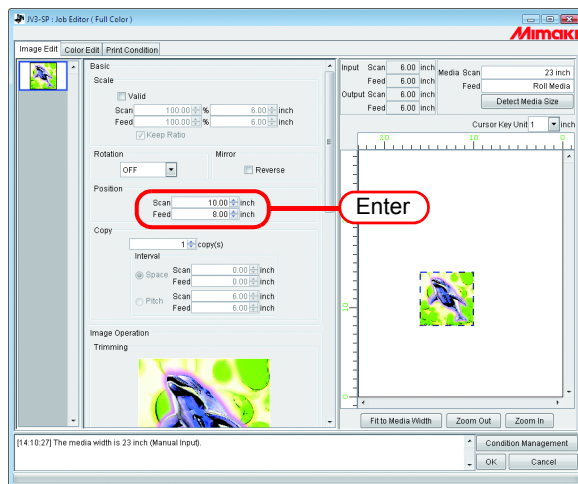 JV3-SP : Job Editor ( Full Color )
Mimaki
Image Edit Color Edit Print Condition
Basic
Scale
Valid
Scan 100.00 % 6.00 inch
Feed 100.00 % 6.00 inch
Keep Ratio
Rotation Mirror
OFF Reverse
Position
Scan 10.00 inch
Feed 8.00 inch
Enter
Copy
1 copy(s)
Interval
Space Scan 0.00 inch
Feed 0.00 inch
Pitch Scan 6.00 inch
Feed 6.00 inch
Image Operation
Trimming
Input Scan 6.00 inch
Feed 6.00 inch
Output Scan 6.00 inch
Feed 6.00 inch
Media Scan 23 inch
Feed Roll Media
Detect Media Size
Cursor Key Unit 1 inch
20 10 0
10
0
Fit to Media Width Zoom Out Zoom In
[14:10:27] The media width is 23 inch (Manual Input).
Condition Management
OK Cancel